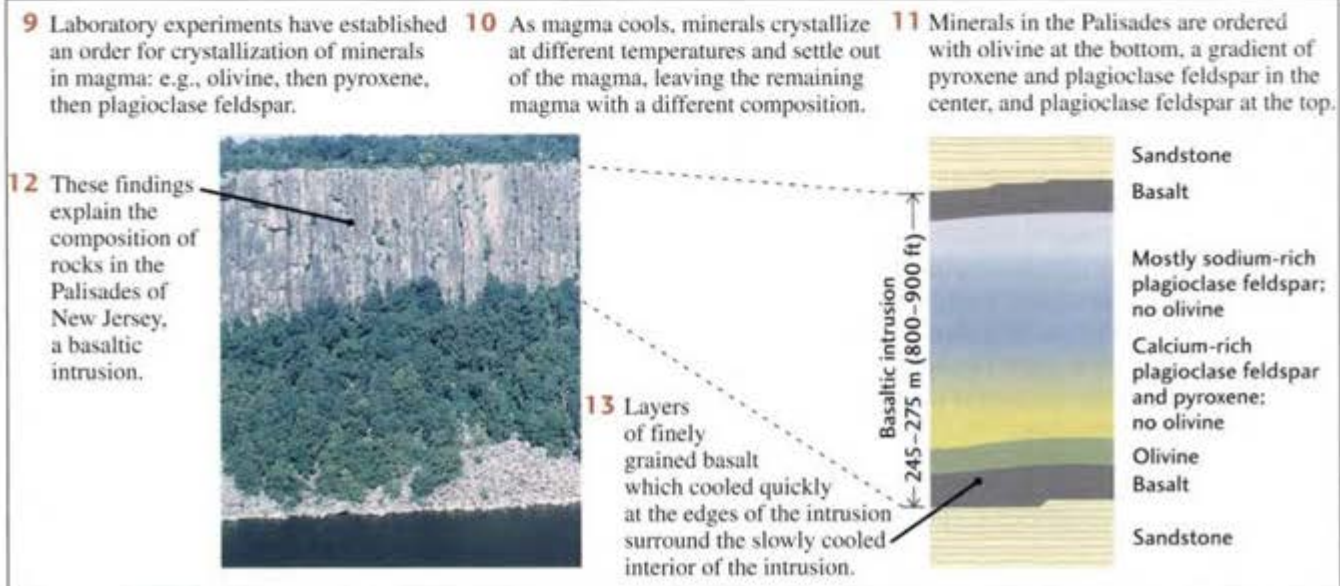 9 Laboratory experiments have established
an order for crystallization of minerals
in magma: e.g., olivine, then pyroxene,
then plagioclase feldspar.
10 As magma cools, minerals crystallize
at different temperatures and settle out
of the magma, leaving the remaining
magma with a different composition.
11 Minerals in the Palisades are ordered
with olivine at the bottom, a gradient of
pyroxene and plagioclase feldspar in the
center, and plagioclase feldspar at the top.
12 These findings
explain the
composition of
rocks in the
Palisades of
New Jersey,
a basaltic
intrusion.
13 Layers
of finely
grained basalt
which cooled quickly
at the edges of the intrusion
surround the slowly cooled
interior of the intrusion.
Basaltic intrusion
245–275 m (800–900 ft)
Sandstone
Basalt
Mostly sodium-rich
plagioclase feldspar;
no olivine
Calcium-rich
plagioclase feldspar
and pyroxene;
no olivine
Olivine
Basalt
Sandstone